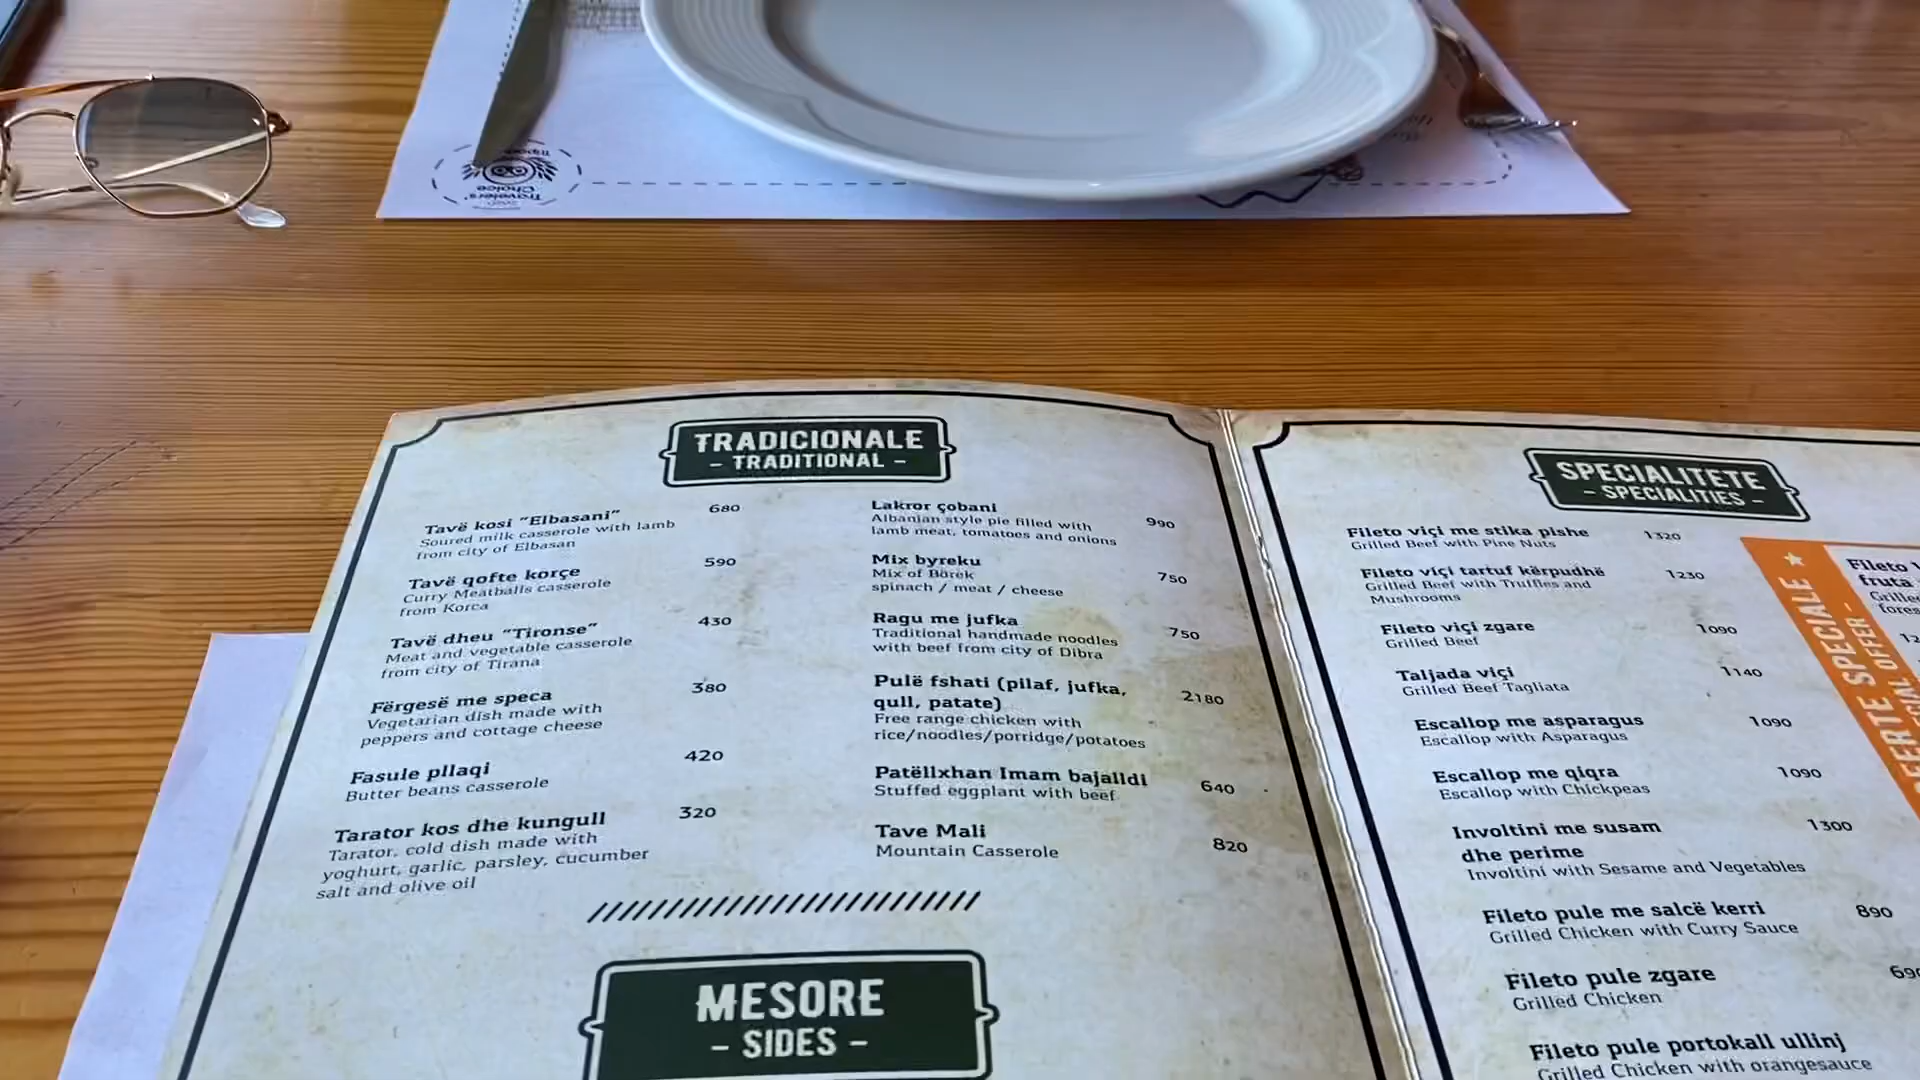 Travelers'
Choice
TRADICIONALE
- TRADITIONAL -
Tavë kosi "Elbasani" 680
Soured milk casserole with lamb
from city of Elbasan
Tavë qofte korçe 590
Curry Meatballs casserole
from Korca
Tavë dheu "Tironse" 430
Meat and vegetable casserole
from city of Tirana
Fërgesë me speca 380
Vegetarian dish made with
peppers and cottage cheese
Fasule pllaqi 420
Butter beans casserole
Tarator kos dhe kungull 320
Tarator, cold dish made with
yoghurt, garlic, parsley, cucumber
salt and olive oil
Lakror çobani 990
Albanian style pie filled with
lamb meat, tomatoes and onions
Mix byreku 750
Mix of Börek
spinach / meat / cheese
Ragu me jufka 750
Traditional handmade noodles
with beef from city of Dibra
Pulë fshati (pilaf, jufka,
qull, patate) 2180
Free range chicken with
rice/noodles/porridge/potatoes
Patëllxhan Imam bajalldi 640
Stuffed eggplant with beef
Tave Mali 820
Mountain Casserole
MESORE
- SIDES -
SPECIALITETE
- SPECIALITIES -
Fileto viçi me stika pishe 1320
Grilled Beef with Pine Nuts
Fileto viçi tartuf kërpudhë 1230
Grilled Beef with Truffles and
Mushrooms
Fileto viçi zgare 1090
Grilled Beef
Taljada viçi 1140
Grilled Beef Tagliata
Escallop me asparagus 1090
Escallop with Asparagus
Escallop me qiqra 1090
Escallop with Chickpeas
Involtini me susam
dhe perime 1300
Involtini with Sesame and Vegetables
Fileto pule me salcë kerri 890
Grilled Chicken with Curry Sauce
Fileto pule zgare
Grilled Chicken
Fileto pule portokall ullinj
Grilled Chicken with orangesauce
OFERTE SPECIALE
SPECIAL OFFER -
Fileto
fruta